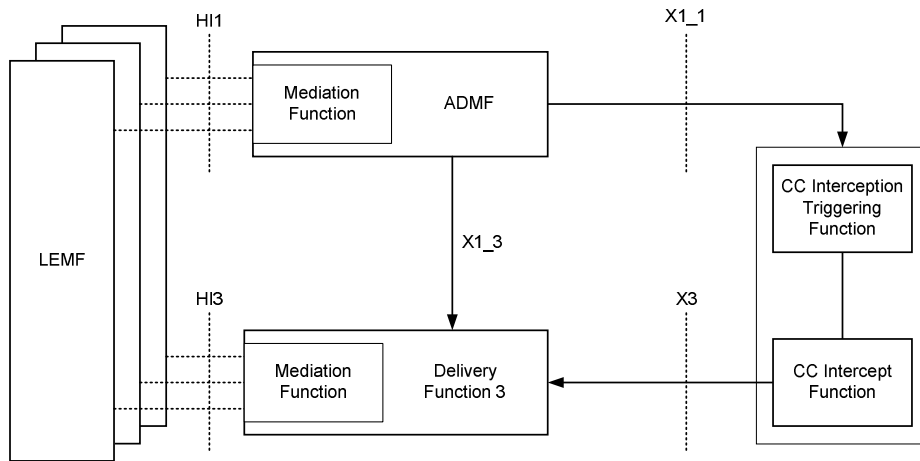 HI1
X1_1
Mediation
Function
ADMF
CC Interception
Triggering
Function
LEMF
X1_3
HI3
X3
Mediation
Function
Delivery
Function 3
CC Intercept
Function